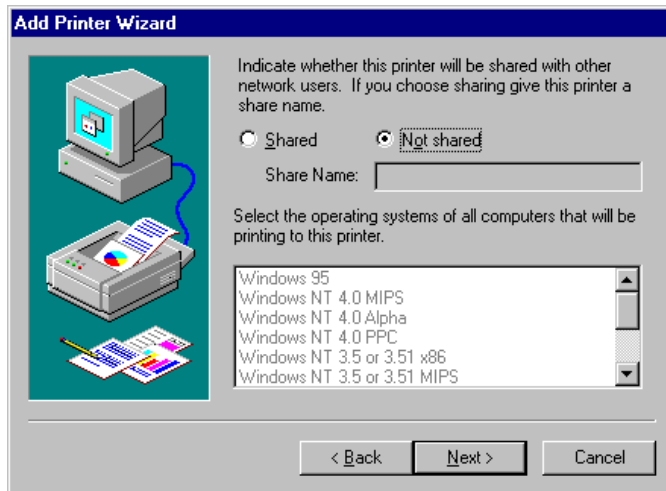 Add Printer Wizard
Indicate whether this printer will be shared with other
network users. If you choose sharing give this printer a
share name.
Shared Not shared
Share Name:
Select the operating systems of all computers that will be
printing to this printer.
Windows 95
Windows NT 4.0 MIPS
Windows NT 4.0 Alpha
Windows NT 4.0 PPC
Windows NT 3.5 or 3.51 x86
Windows NT 3.5 or 3.51 MIPS
< Back Next > Cancel